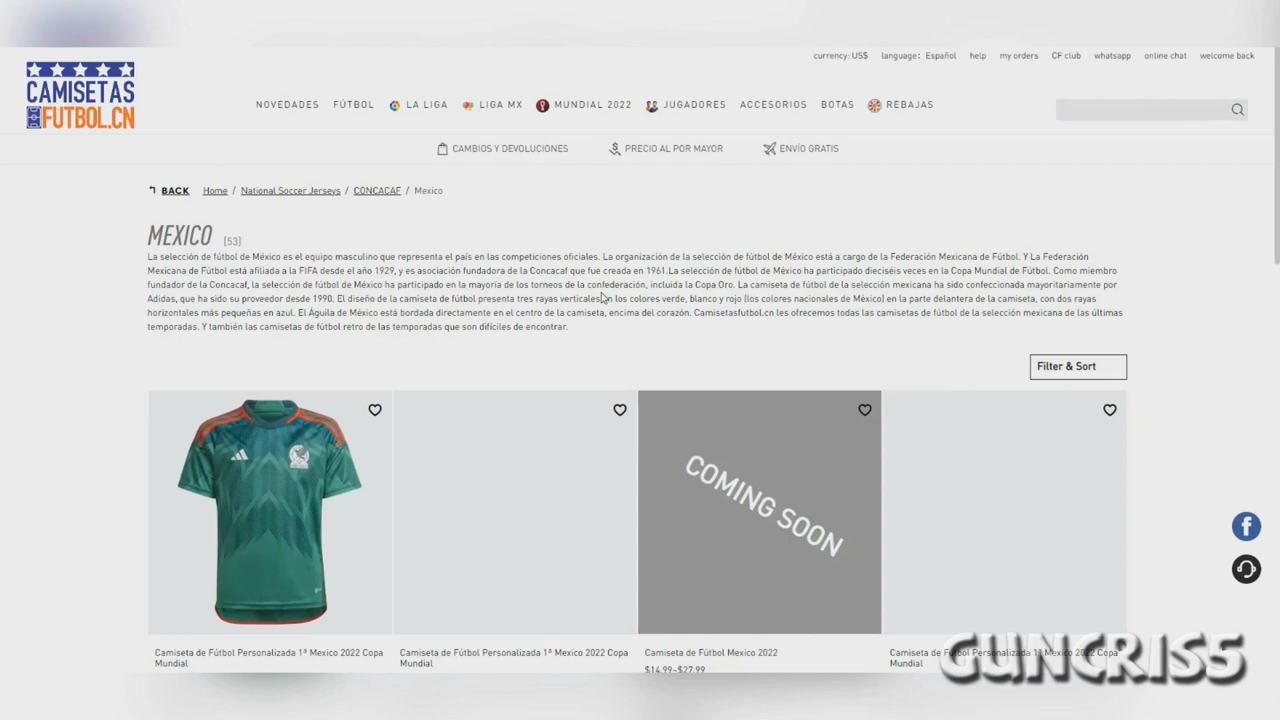 currency: US$ language: Español help my orders CF club whatsapp online chat welcome back
CAMISETAS
FUTBOL.CN
NOVEDADES FÚTBOL LA LIGA LIGA MX MUNDIAL 2022 JUGADORES ACCESORIOS BOTAS REBAJAS
CAMBIOS Y DEVOLUCIONES PRECIO AL POR MAYOR ENVÍO GRATIS
BACK Home / National Soccer Jerseys / CONCACAF / Mexico
MEXICO [53]
La selección de fútbol de México es el equipo masculino que representa el país en las competiciones oficiales. La organización de la selección de fútbol de México está a cargo de la Federación Mexicana de Fútbol. Y La Federación
Mexicana de Fútbol está afiliada a la FIFA desde el año 1929, y es asociación fundadora de la Concacaf que fue creada en 1961.La selección de fútbol de México ha participado dieciséis veces en la Copa Mundial de Fútbol. Como miembro
fundador de la Concacaf, la selección de fútbol de México ha participado en la mayoría de los torneos de la confederación, incluida la Copa Oro. La camiseta de fútbol de la selección mexicana ha sido confeccionada mayoritariamente por
Adidas, que ha sido su proveedor desde 1990. El diseño de la camiseta de fútbol presenta tres rayas verticales en los colores verde, blanco y rojo [los colores nacionales de México] en la parte delantera de la camiseta, con dos rayas
horizontales más pequeñas en azul. El Águila de México está bordada directamente en el centro de la camiseta, encima del corazón. Camisetasfutbol.cn les ofrecemos todas las camisetas de fútbol de la selección mexicana de las últimas
temporadas. Y también las camisetas de fútbol retro de las temporadas que son difíciles de encontrar.
Filter & Sort
COMING SOON
Camiseta de Fútbol Personalizada 1ª Mexico 2022 Copa
Mundial
Camiseta de Fútbol Personalizada 1ª Mexico 2022 Copa
Mundial
Camiseta de Fútbol Mexico 2022
$14.99~$27.99
Camiseta de Fútbol Personalizada 1ª Mexico 2022 Copa
Mundial
GUNCRIS5